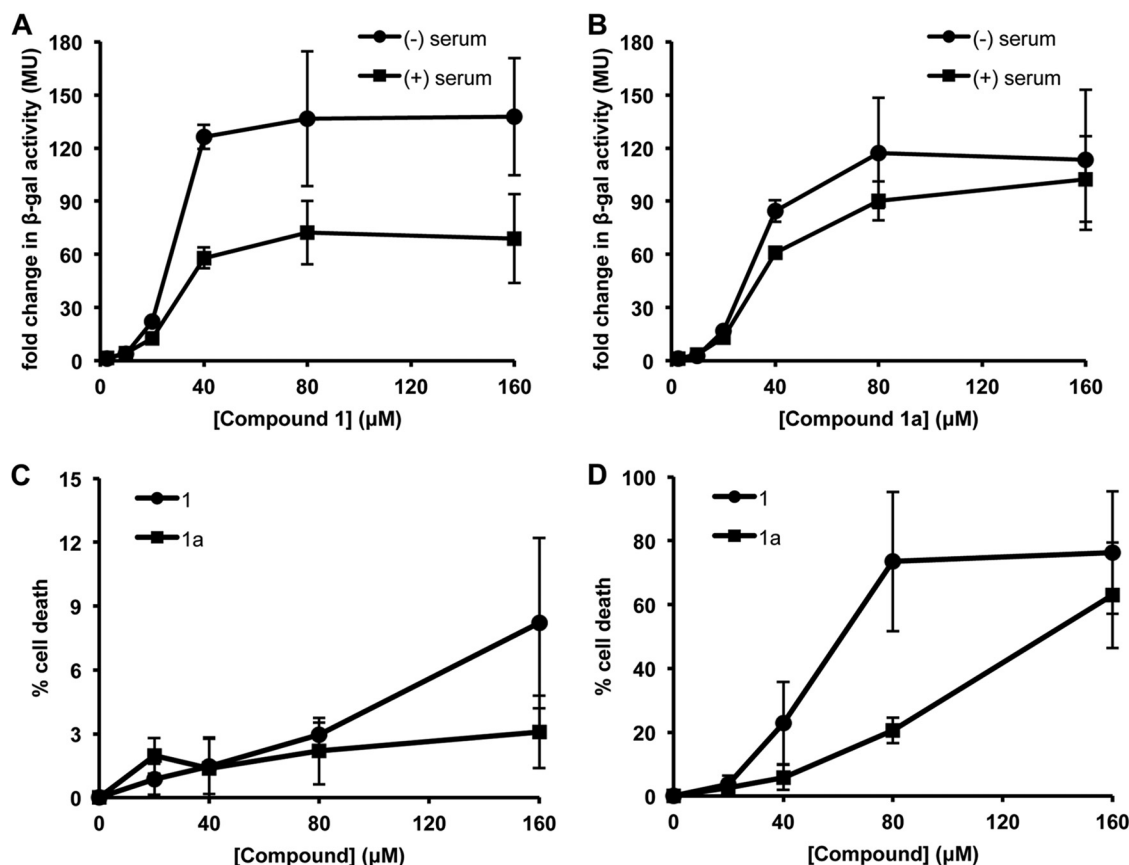 A
fold change in β-gal activity (MU)
180
150
120
90
60
30
0
(-) serum
(+) serum
0 40 80 120 160
[Compound 1] (µM)
B
fold change in β-gal activity (MU)
180
150
120
90
60
30
0
(-) serum
(+) serum
0 40 80 120 160
[Compound 1a] (µM)
C
% cell death
15
12
9
6
3
0
1
1a
0 40 80 120 160
[Compound] (µM)
D
% cell death
100
80
60
40
20
0
1
1a
0 40 80 120 160
[Compound] (µM)